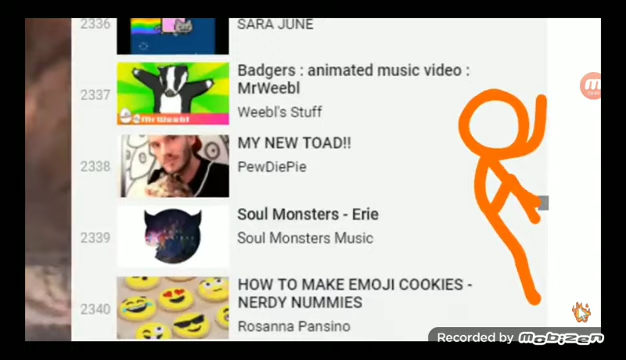 2336
SARA JUNE
2337
Badgers : animated music video :
MrWeebl
Weebl's Stuff
MrWeebl
2338
MY NEW TOAD!!
PewDiePie
2339
Soul Monsters - Erie
Soul Monsters Music
2340
HOW TO MAKE EMOJI COOKIES -
NERDY NUMMIES
Rosanna Pansino
Recorded by Mobizen